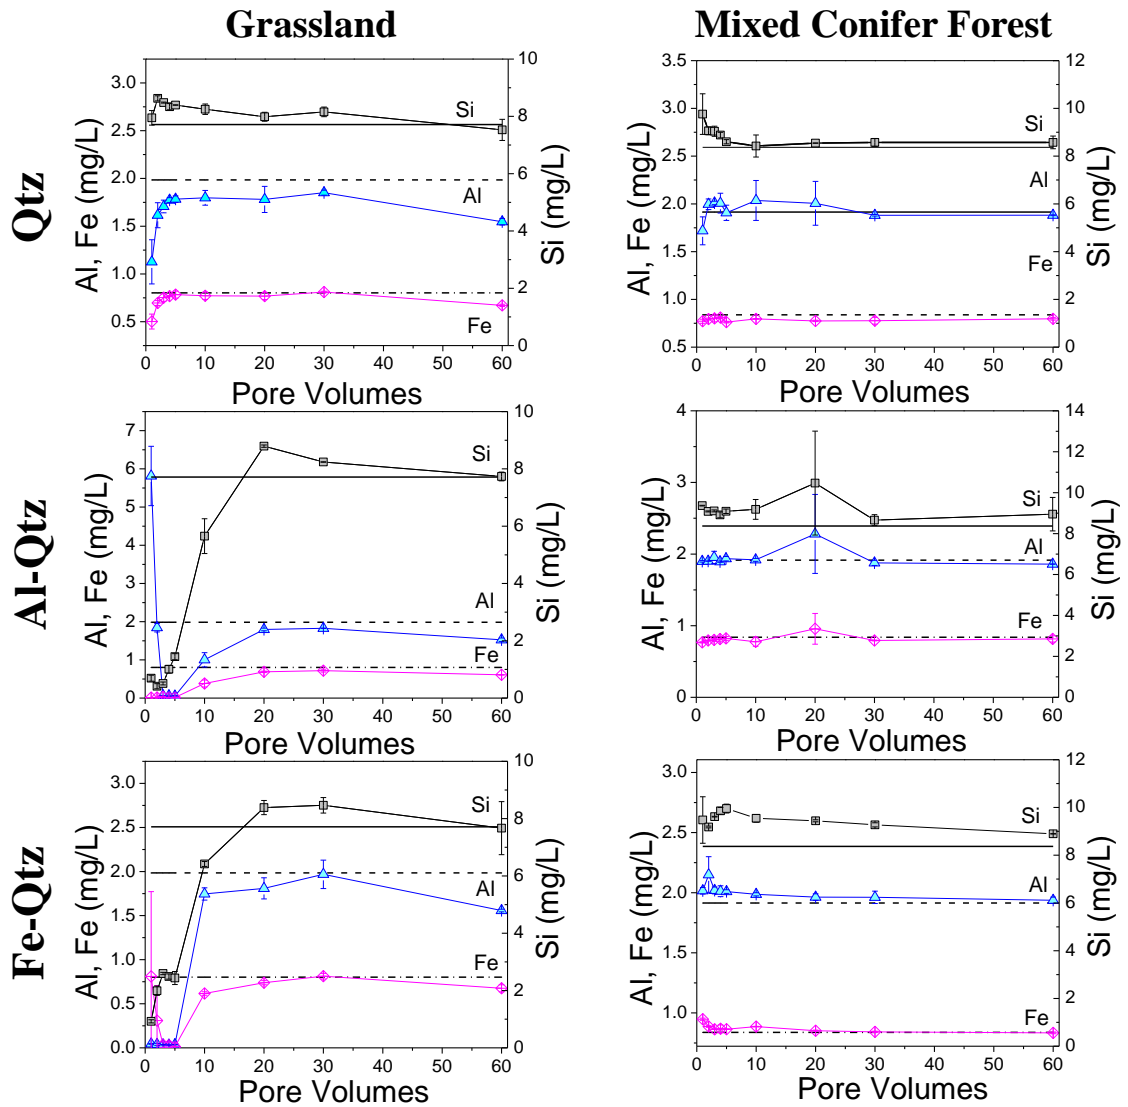 Grassland
Mixed Conifer Forest
Qtz
Al, Fe (mg/L)
3.0
2.5
2.0
1.5
1.0
0.5
Si
Al
Fe
10
8
6
4
2
0
Si (mg/L)
0 10 20 30 40 50 60
Pore Volumes
Al, Fe (mg/L)
3.5
3.0
2.5
2.0
1.5
1.0
0.5
Si
Al
Fe
12
10
8
6
4
2
0
Si (mg/L)
0 10 20 30 40 50 60
Pore Volumes
Al-Qtz
Al, Fe (mg/L)
7
6
5
4
3
2
1
0
Si
Al
Fe
10
8
6
4
2
0
Si (mg/L)
0 10 20 30 40 50 60
Pore Volumes
Al, Fe (mg/L)
4
3
2
1
0
Si
Al
Fe
14
12
10
8
6
4
2
0
Si (mg/L)
0 10 20 30 40 50 60
Pore Volumes
Fe-Qtz
Al, Fe (mg/L)
3.0
2.5
2.0
1.5
1.0
0.5
0.0
Si
Al
Fe
10
8
6
4
2
0
Si (mg/L)
0 10 20 30 40 50 60
Pore Volumes
Al, Fe (mg/L)
3.0
2.5
2.0
1.5
1.0
Si
Al
Fe
12
10
8
6
4
2
0
Si (mg/L)
0 10 20 30 40 50 60
Pore Volumes